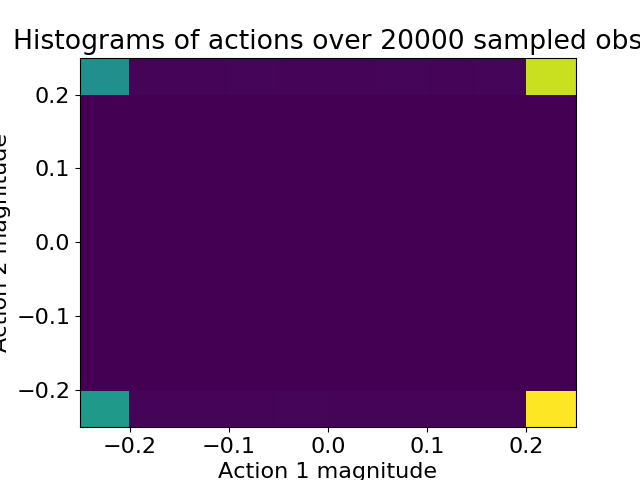 Histograms of actions over 20000 sampled obs
0.2
0.1
0.0
−0.1
−0.2
Action 2 magnitude
−0.2 −0.1 0.0 0.1 0.2
Action 1 magnitude